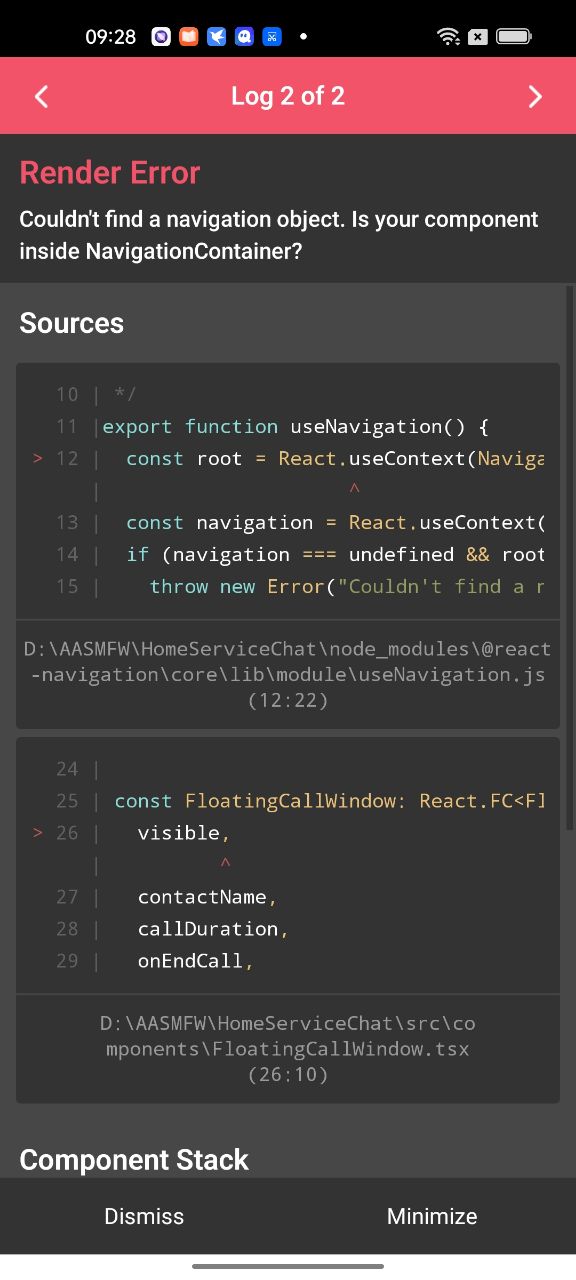 09:28
Log 2 of 2
Render Error
Couldn't find a navigation object. Is your component
inside NavigationContainer?
Sources
10 | */
11 |export function useNavigation() {
> 12 |  const root = React.useContext(Naviga
| ^
13 |  const navigation = React.useContext(
14 |  if (navigation === undefined && root
15 |    throw new Error("Couldn't find a n
D:\AASMFW\HomeServiceChat\node_modules\@react
-navigation\core\lib\module\useNavigation.js
(12:22)
24 |
25 | const FloatingCallWindow: React.FC<Fl
> 26 |   visible,
| ^
27 |   contactName,
28 |   callDuration,
29 |   onEndCall,
D:\AASMFW\HomeServiceChat\src\co
mponents\FloatingCallWindow.tsx
(26:10)
Component Stack
Dismiss
Minimize